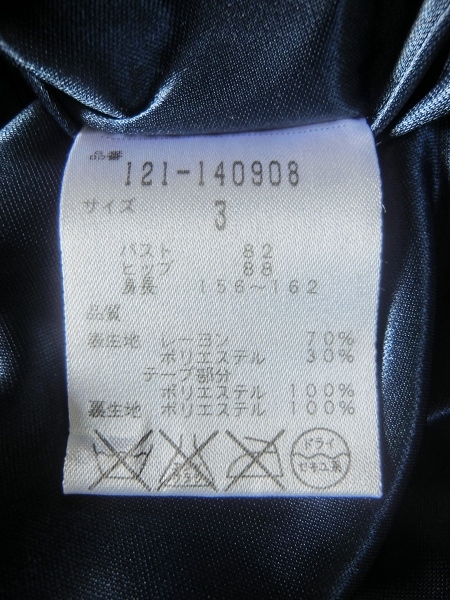 品番
121-140908
サイズ 3
バスト 82
ヒップ 88
身長 156〜162
品質
表生地 レーヨン 70%
ポリエステル 30%
テープ部分
ポリエステル 100%
裏生地 ポリエステル 100%
ドライ
セキユ系